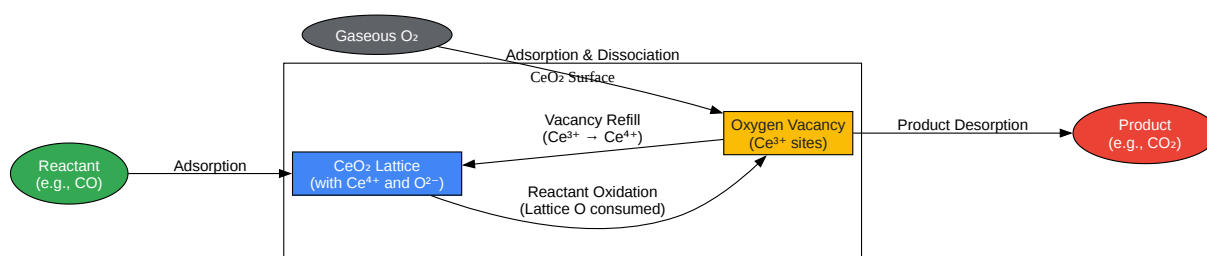 Gaseous O₂
Adsorption & Dissociation
CeO₂ Surface
Vacancy Refill
(Ce³⁺ → Ce⁴⁺)
Oxygen Vacancy
(Ce³⁺ sites)
Product Desorption
Product
(e.g., CO₂)
Reactant
(e.g., CO)
Adsorption
CeO₂ Lattice
(with Ce⁴⁺ and O²⁻)
Reactant Oxidation
(Lattice O consumed)